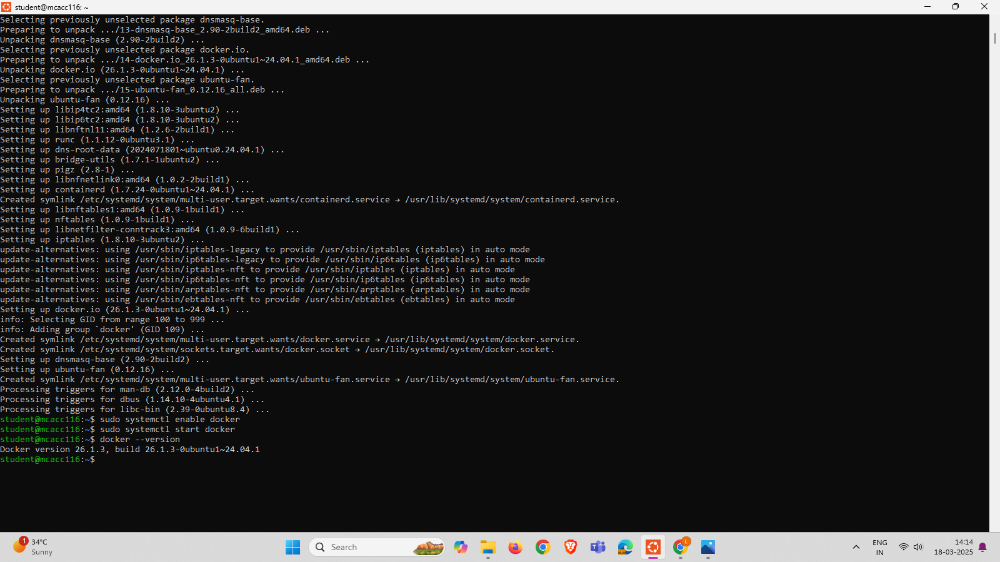 student@mcacc116: ~
Selecting previously unselected package dnsmasq-base.
Preparing to unpack .../13-dnsmasq-base_2.90-2build2_amd64.deb ...
Unpacking dnsmasq-base (2.90-2build2) ...
Selecting previously unselected package docker.io.
Preparing to unpack .../14-docker.io_26.1.3-0ubuntu1~24.04.1_amd64.deb ...
Unpacking docker.io (26.1.3-0ubuntu1~24.04.1) ...
Selecting previously unselected package ubuntu-fan.
Preparing to unpack .../15-ubuntu-fan_0.12.16_all.deb ...
Unpacking ubuntu-fan (0.12.16) ...
Setting up libip4tc2:amd64 (1.8.10-3ubuntu2) ...
Setting up libip6tc2:amd64 (1.8.10-3ubuntu2) ...
Setting up libnftnl11:amd64 (1.2.6-2build1) ...
Setting up runc (1.1.12-0ubuntu3.1) ...
Setting up dns-root-data (2024071801~ubuntu0.24.04.1) ...
Setting up bridge-utils (1.7.1-1ubuntu2) ...
Setting up pigz (2.8-1) ...
Setting up libnfnetlink0:amd64 (1.0.2-2build1) ...
Setting up containerd (1.7.24-0ubuntu1~24.04.1) ...
Created symlink /etc/systemd/system/multi-user.target.wants/containerd.service → /usr/lib/systemd/system/containerd.service.
Setting up libnftables1:amd64 (1.0.9-1build1) ...
Setting up nftables (1.0.9-1build1) ...
Setting up libnetfilter-conntrack3:amd64 (1.0.9-6build1) ...
Setting up iptables (1.8.10-3ubuntu2) ...
update-alternatives: using /usr/sbin/iptables-legacy to provide /usr/sbin/iptables (iptables) in auto mode
update-alternatives: using /usr/sbin/ip6tables-legacy to provide /usr/sbin/ip6tables (ip6tables) in auto mode
update-alternatives: using /usr/sbin/iptables-nft to provide /usr/sbin/iptables (iptables) in auto mode
update-alternatives: using /usr/sbin/ip6tables-nft to provide /usr/sbin/ip6tables (ip6tables) in auto mode
update-alternatives: using /usr/sbin/arptables-nft to provide /usr/sbin/arptables (arptables) in auto mode
update-alternatives: using /usr/sbin/ebtables-nft to provide /usr/sbin/ebtables (ebtables) in auto mode
Setting up docker.io (26.1.3-0ubuntu1~24.04.1) ...
info: Selecting GID from range 100 to 999 ...
info: Adding group `docker' (GID 109) ...
Created symlink /etc/systemd/system/multi-user.target.wants/docker.service → /usr/lib/systemd/system/docker.service.
Created symlink /etc/systemd/system/sockets.target.wants/docker.socket → /usr/lib/systemd/system/docker.socket.
Setting up dnsmasq-base (2.90-2build2) ...
Setting up ubuntu-fan (0.12.16) ...
Created symlink /etc/systemd/system/multi-user.target.wants/ubuntu-fan.service → /usr/lib/systemd/system/ubuntu-fan.service.
Processing triggers for man-db (2.12.0-4build2) ...
Processing triggers for dbus (1.14.10-4ubuntu4.1) ...
Processing triggers for libc-bin (2.39-0ubuntu8.4) ...
student@mcacc116:~$ sudo systemctl enable docker
student@mcacc116:~$ sudo systemctl start docker
student@mcacc116:~$ docker --version
Docker version 26.1.3, build 26.1.3-0ubuntu1~24.04.1
student@mcacc116:~$
1
34°C
Sunny
Search
L
ENG
IN
14:14
18-03-2025